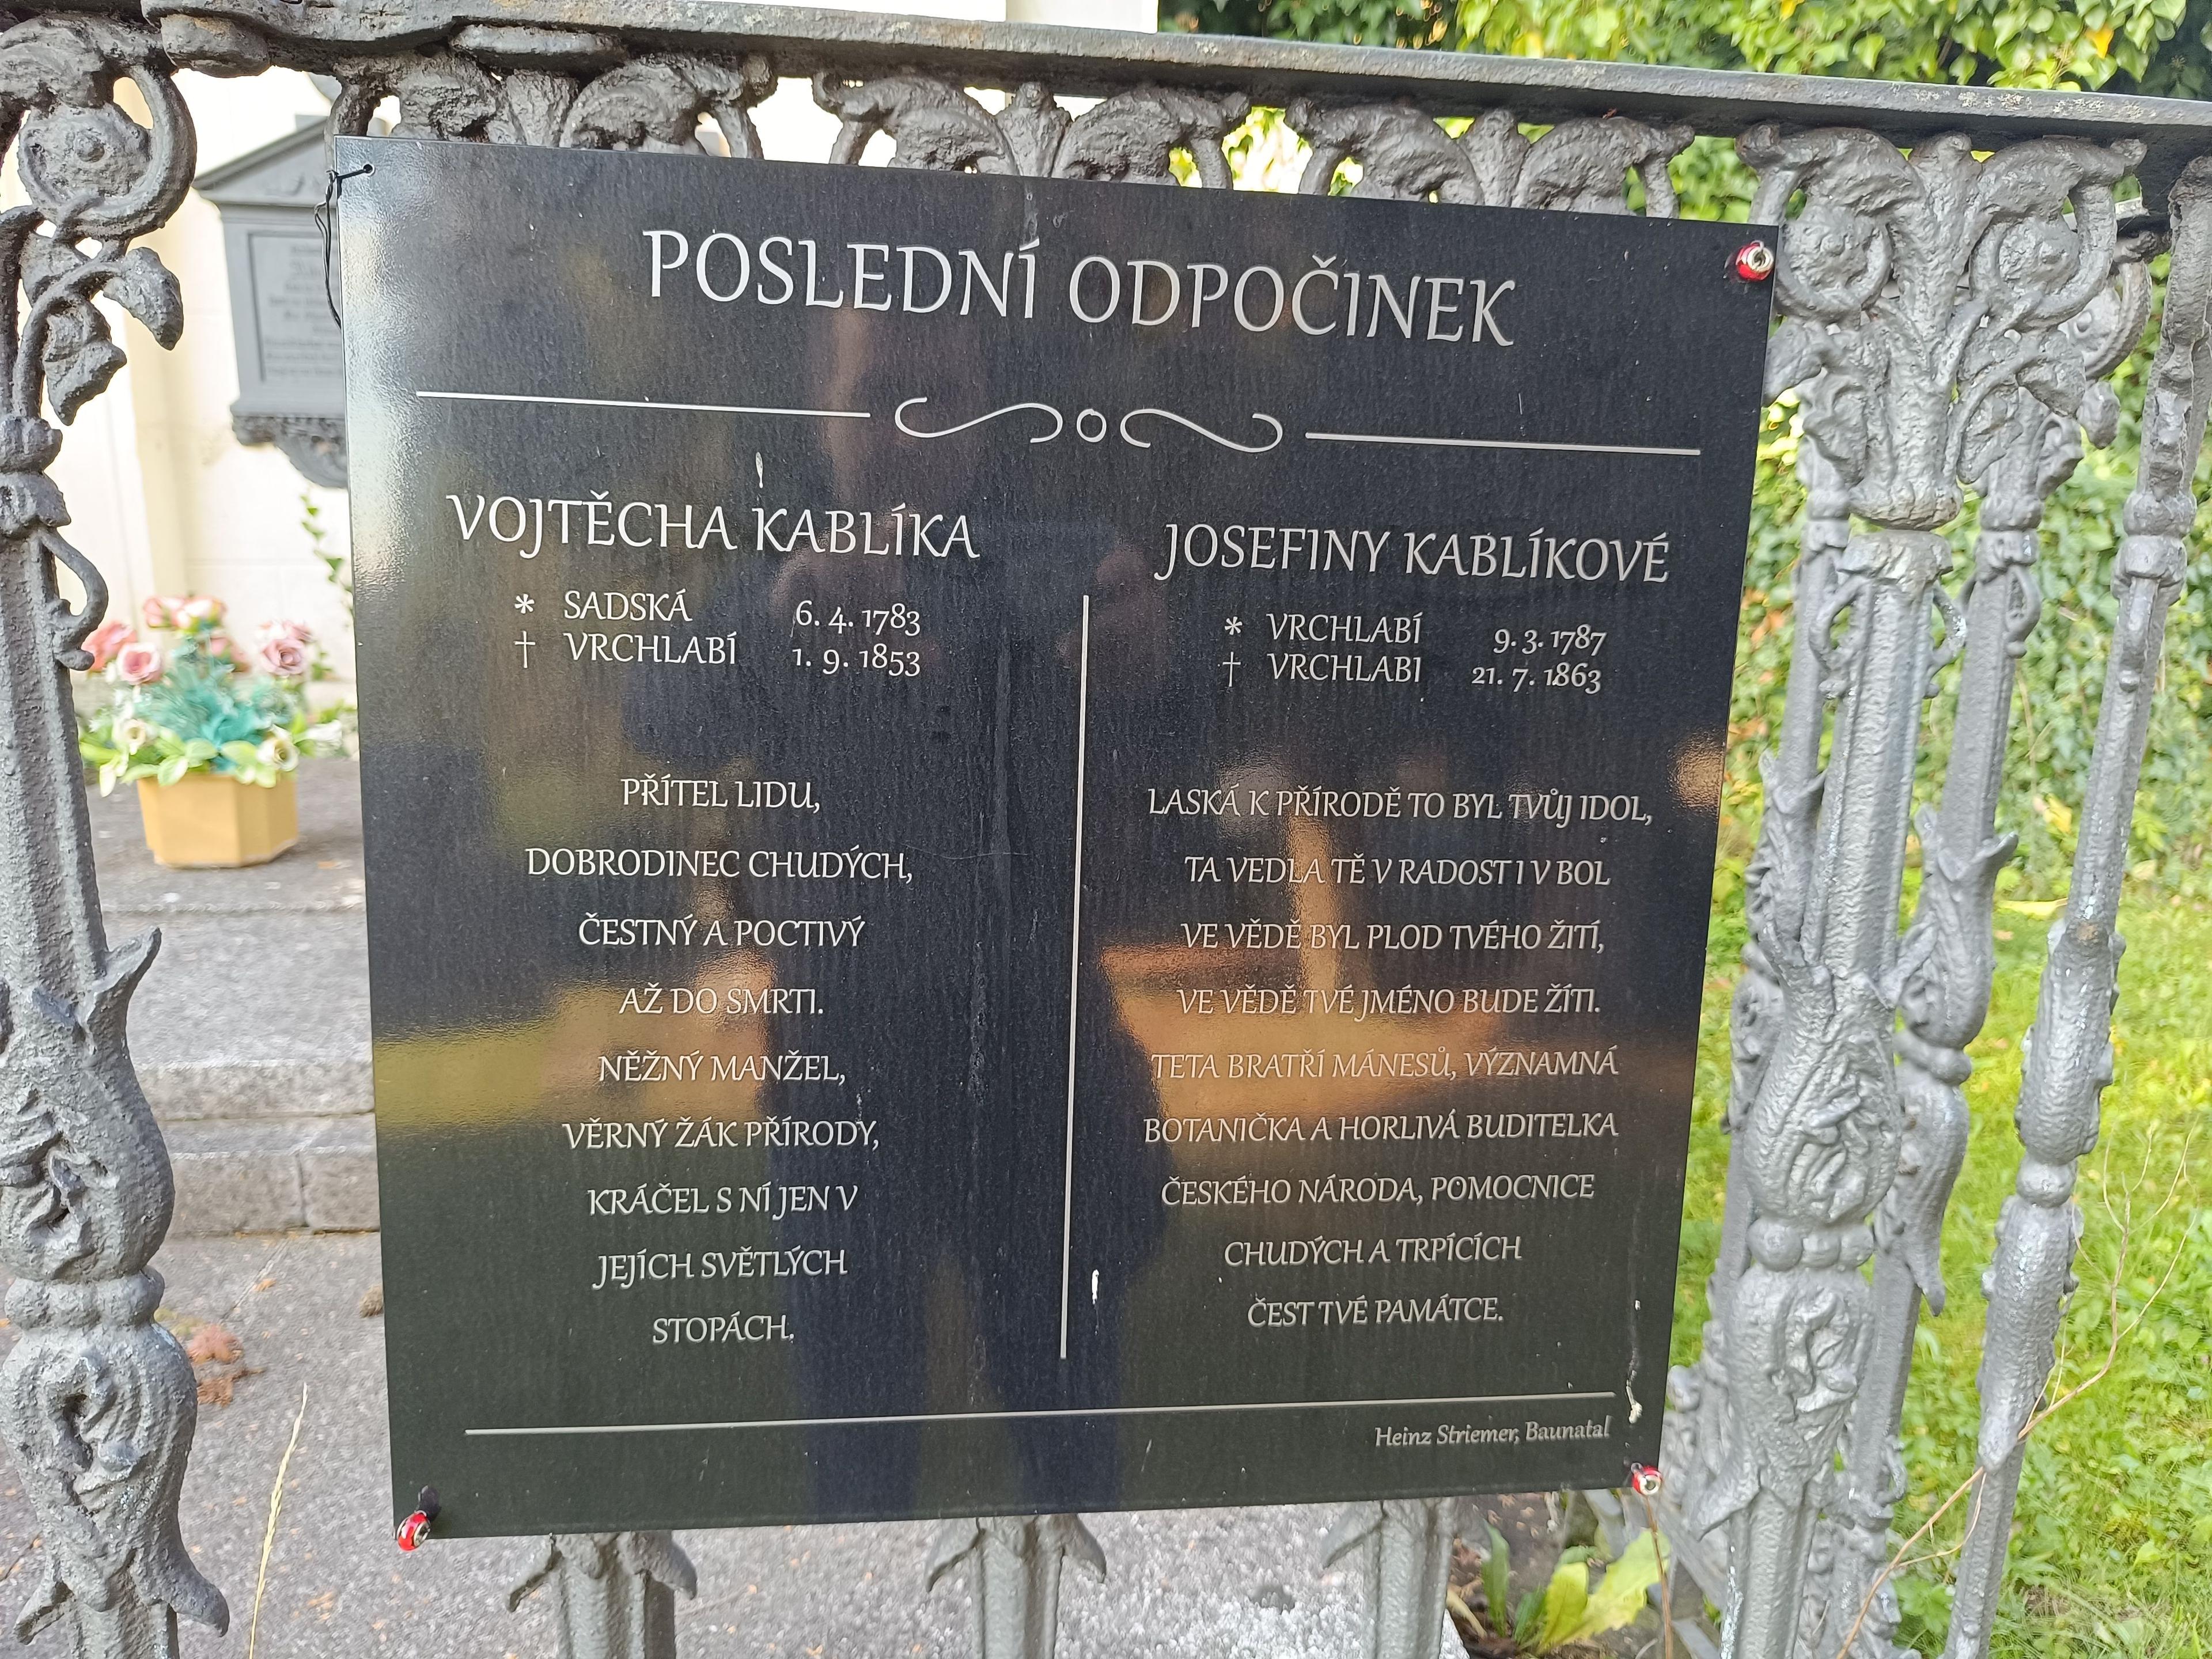 POSLEDNÍ ODPOČINEK
VOJTĚCHA KABLÍKA
* SADSKÁ 6. 4. 1783
† VRCHLABÍ 1. 9. 1853
PŘÍTEL LIDU,
DOBRODINEC CHUDÝCH,
ČESTNÝ A POCTIVÝ
AŽ DO SMRTI.
NĚŽNÝ MANŽEL,
VĚRNÝ ŽÁK PŘÍRODY,
KRÁČEL S NÍ JEN V
JEJÍCH SVĚTLÝCH
STOPÁCH.
JOSEFINY KABLÍKOVÉ
* VRCHLABÍ 9. 3. 1787
† VRCHLABI 21. 7. 1863
LASKÁ K PŘÍRODĚ TO BYL TVŮJ IDOL,
TA VEDLA TĚ V RADOST I V BOL
VE VĚDĚ BYL PLOD TVÉHO ŽITÍ,
VE VĚDĚ TVÉ JMÉNO BUDE ŽÍTI.
TETA BRATŘÍ MÁNESŮ, VÝZNAMNÁ
BOTANIČKA A HORLIVÁ BUDITELKA
ČESKÉHO NÁRODA, POMOCNICE
CHUDÝCH A TRPÍCÍCH
ČEST TVÉ PAMÁTCE.
Heinz Striemer, Baunatal